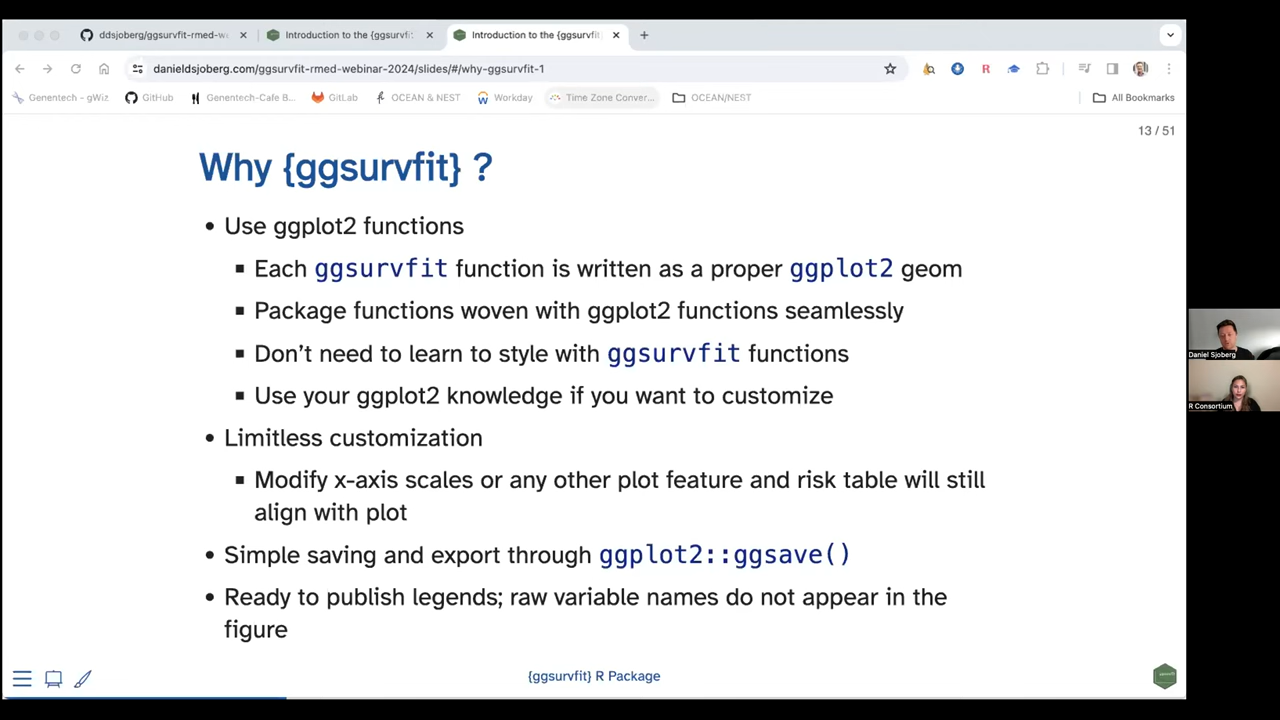 ddsjoberg/ggsurvfit-rmed-w
Introduction to the {ggsurvfi
Introduction to the {ggsurvfit
danieldsjoberg.com/ggsurvfit-rmed-webinar-2024/slides/#/why-ggsurvfit-1
Genentech - gWiz
GitHub
Genentech-Cafe B...
GitLab
OCEAN & NEST
Workday
Time Zone Conver...
OCEAN/NEST
All Bookmarks
13 / 51
Why {ggsurvfit} ?
• Use ggplot2 functions
▪ Each ggsurvfit function is written as a proper ggplot2 geom
▪ Package functions woven with ggplot2 functions seamlessly
▪ Don’t need to learn to style with ggsurvfit functions
▪ Use your ggplot2 knowledge if you want to customize
• Limitless customization
▪ Modify x-axis scales or any other plot feature and risk table will still
align with plot
• Simple saving and export through ggplot2::ggsave()
• Ready to publish legends; raw variable names do not appear in the
figure
{ggsurvfit} R Package
Daniel Sjoberg
R Consortium